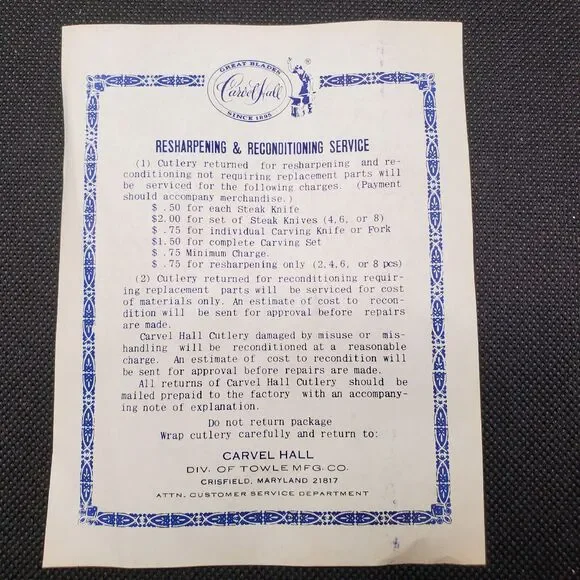 GREAT BLADES
Carvel Hall
®
SINCE 1895
RESHARPENING & RECONDITIONING SERVICE
(1) Cutlery returned for resharpening and re-
conditioning not requiring replacement parts will
be serviced for the following charges. (Payment
should accompany merchandise.)
$ .50 for each Steak Knife
$2.00 for set of Steak Knives (4,6, or 8)
$ .75 for individual Carving Knife or Fork
$1.50 for complete Carving Set
$ .75 Minimum Charge.
$ .75 for resharpening only (2,4,6, or 8 pcs)
(2) Cutlery returned for reconditioning requir-
ing replacement parts will be serviced for cost
of materials only. An estimate of cost to recon-
dition will be sent for approval before repairs
are made.
Carvel Hall Cutlery damaged by misuse or mis-
handling will be reconditioned at a reasonable
charge. An estimate of cost to recondition will
be sent for approval before repairs are made.
All returns of Carvel Hall Cutlery should be
mailed prepaid to the factory with an accompany-
ing note of explanation.
Do not return package
Wrap cutlery carefully and return to:
CARVEL HALL
DIV. OF TOWLE MFG. CO.
CRISFIELD, MARYLAND 21817
ATTN. CUSTOMER SERVICE DEPARTMENT